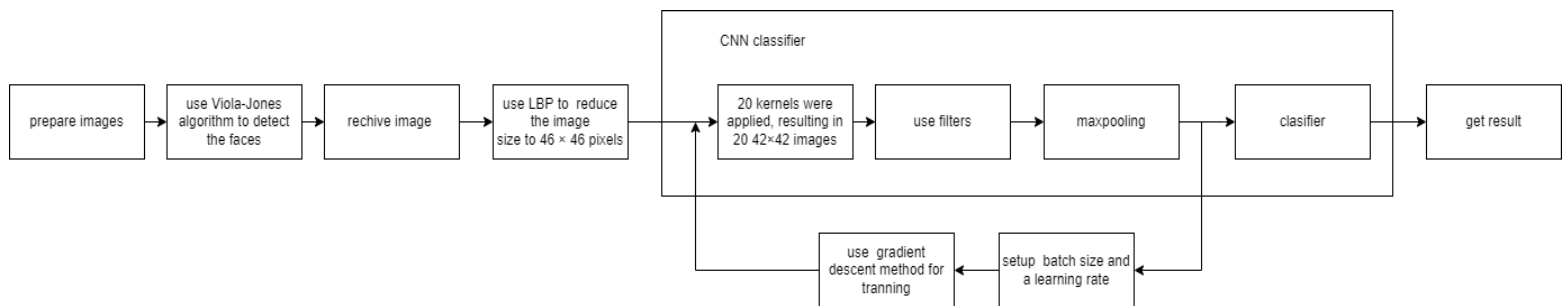 CNN classifier
prepare images
use Viola-Jones
algorithm to detect
the faces
rechive image
use LBP to reduce
the image
size to 46 × 46 pixels
20 kernels were
applied, resulting in
20 42×42 images
use filters
maxpooling
clasifier
get result
use gradient
descent method for
tranning
setup batch size and
a learning rate